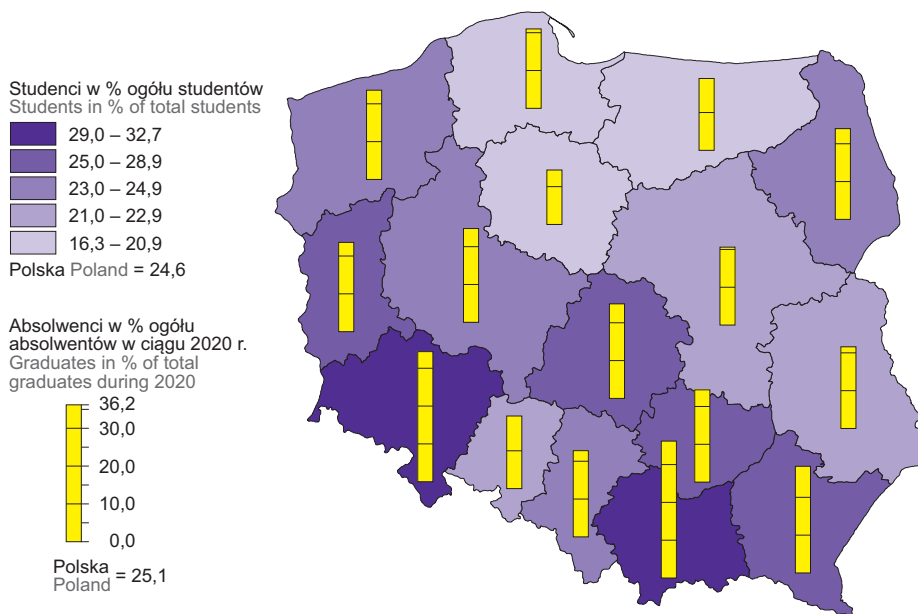 Studenci w % ogółu studentów
Students in % of total students
29,0 – 32,7
25,0 – 28,9
23,0 – 24,9
21,0 – 22,9
16,3 – 20,9
Polska Poland = 24,6
Absolwenci w % ogółu
absolwentów w ciągu 2020 r.
Graduates in % of total
graduates during 2020
36,2
30,0
20,0
10,0
0,0
Polska
Poland = 25,1